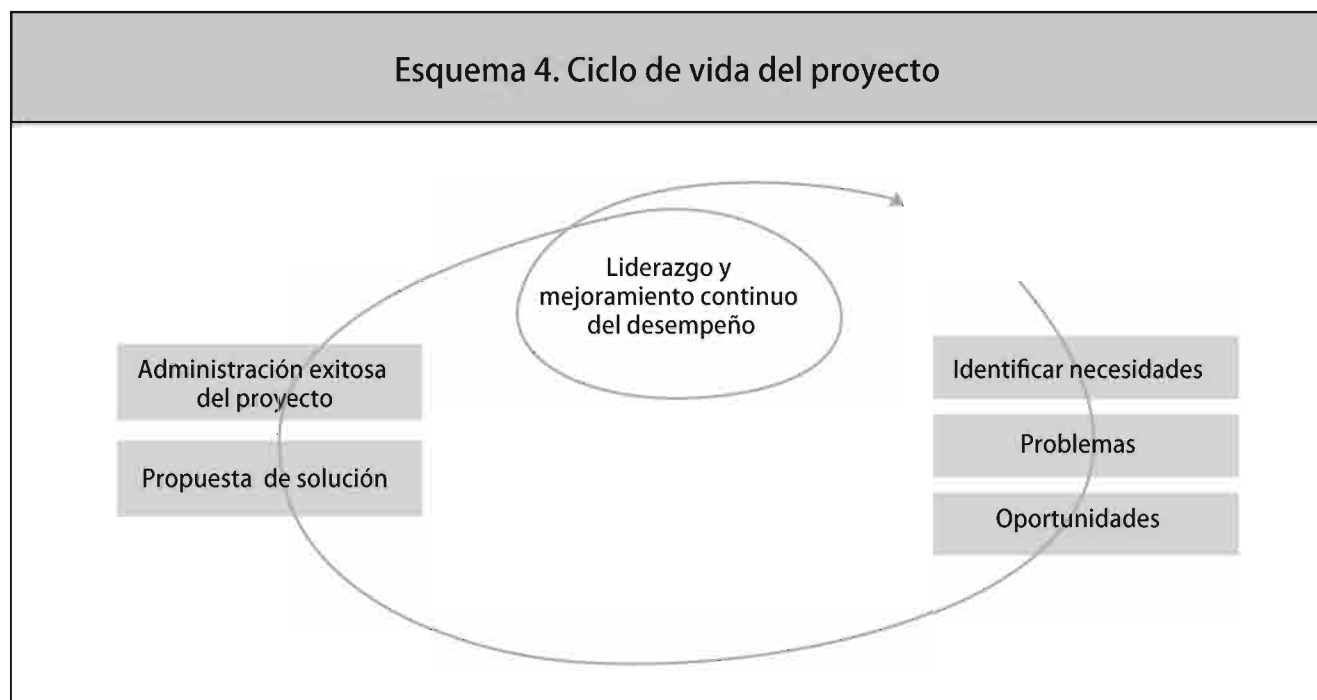 Esquema 4. Ciclo de vida del proyecto
Liderazgo y
mejoramiento continuo
del desempeño
Administración exitosa
del proyecto
Propuesta de solución
Identificar necesidades
Problemas
Oportunidades